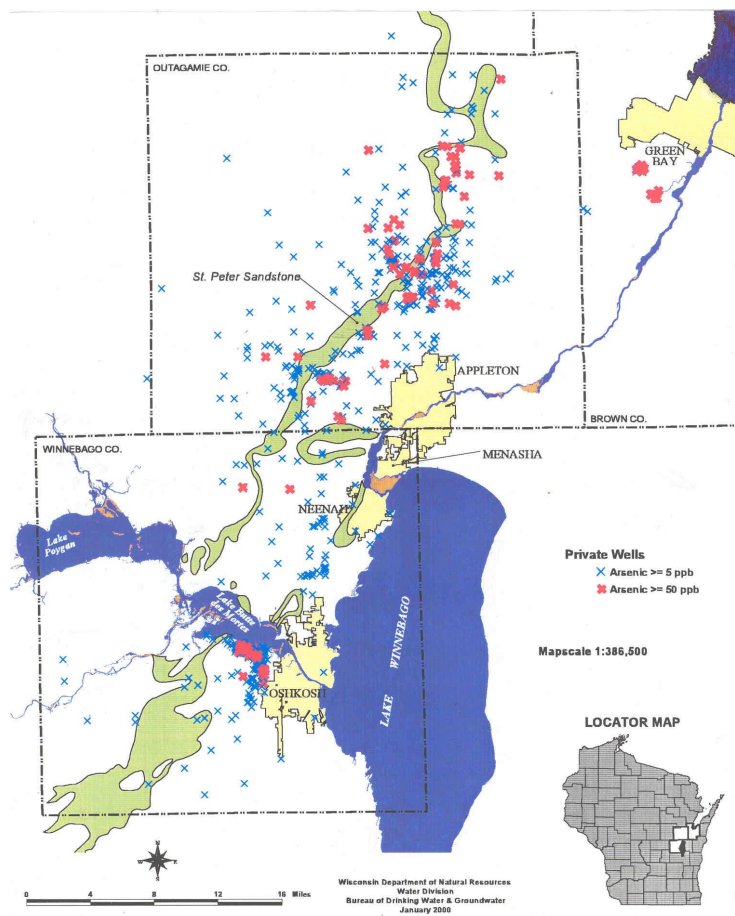 OUTAGAMIE CO.
GREEN
BAY
St. Peter Sandstone
APPLETON
BROWN CO.
WINNEBAGO CO.
MENASHA
NEENAH
Lake
Poygan
Private Wells
Arsenic >= 5 ppb
Arsenic >= 50 ppb
Lake Butte
des Mortes
Mapscale 1:386,500
LAKE WINNEBAGO
OSHKOSH
LOCATOR MAP
N
W E
S
0 4 8 12 16 Miles
Wisconsin Department of Natural Resources
Water Division
Bureau of Drinking Water & Groundwater
January 2000